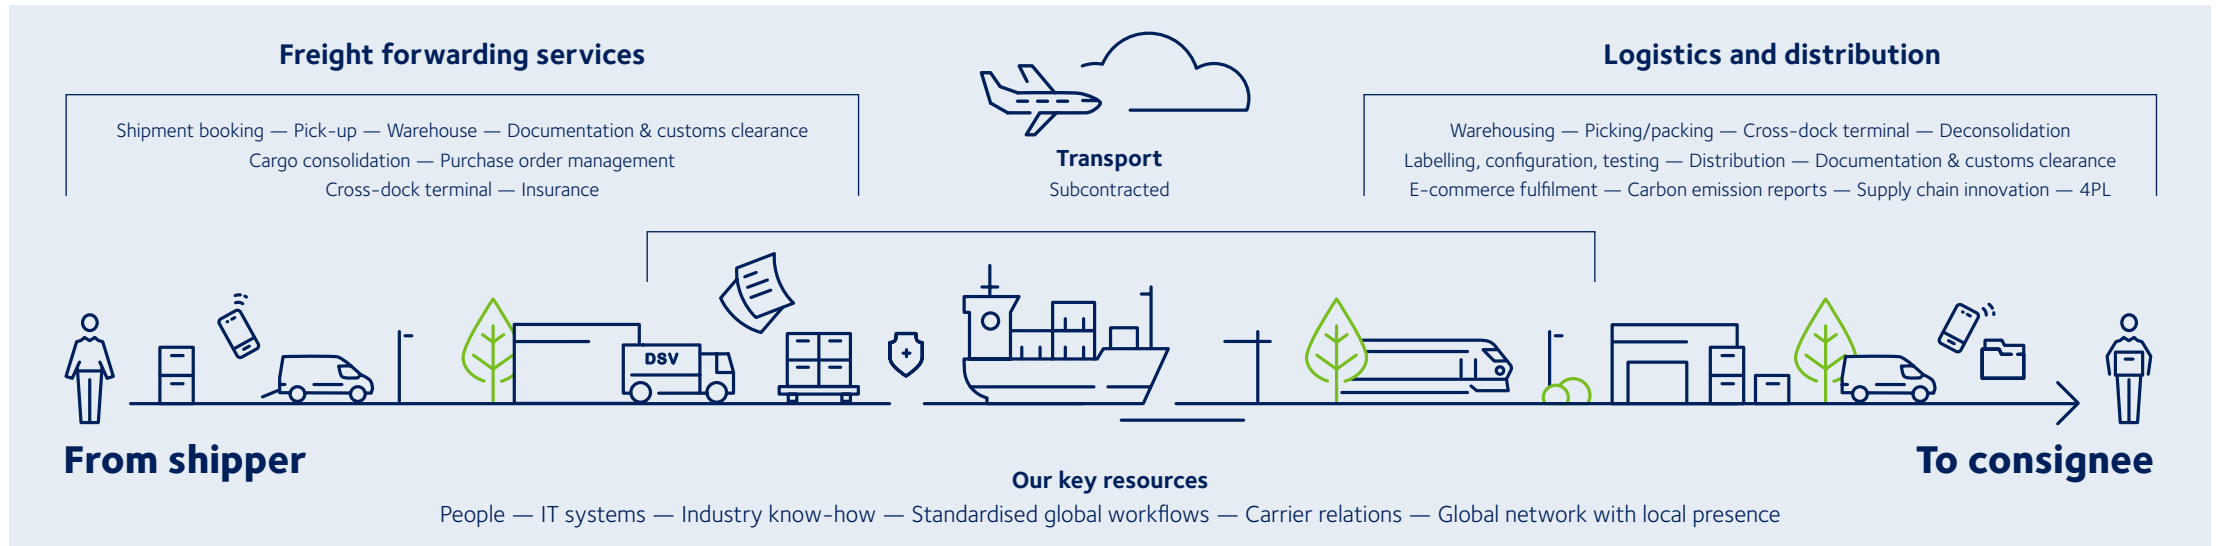 Freight forwarding services
Shipment booking — Pick-up — Warehouse — Documentation & customs clearance
Cargo consolidation — Purchase order management
Cross-dock terminal — Insurance
Transport
Subcontracted
Logistics and distribution
Warehousing — Picking/packing — Cross-dock terminal — Deconsolidation
Labelling, configuration, testing — Distribution — Documentation & customs clearance
E-commerce fulfilment — Carbon emission reports — Supply chain innovation — 4PL
DSV
From shipper
To consignee
Our key resources
People — IT systems — Industry know-how — Standardised global workflows — Carrier relations — Global network with local presence